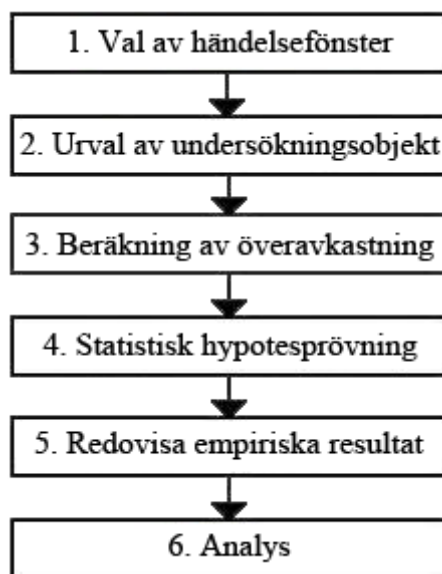 1. Val av händelsefönster
2. Urval av undersökningsobjekt
3. Beräkning av överavkastning
4. Statistisk hypotesprövning
5. Redovisa empiriska resultat
6. Analys